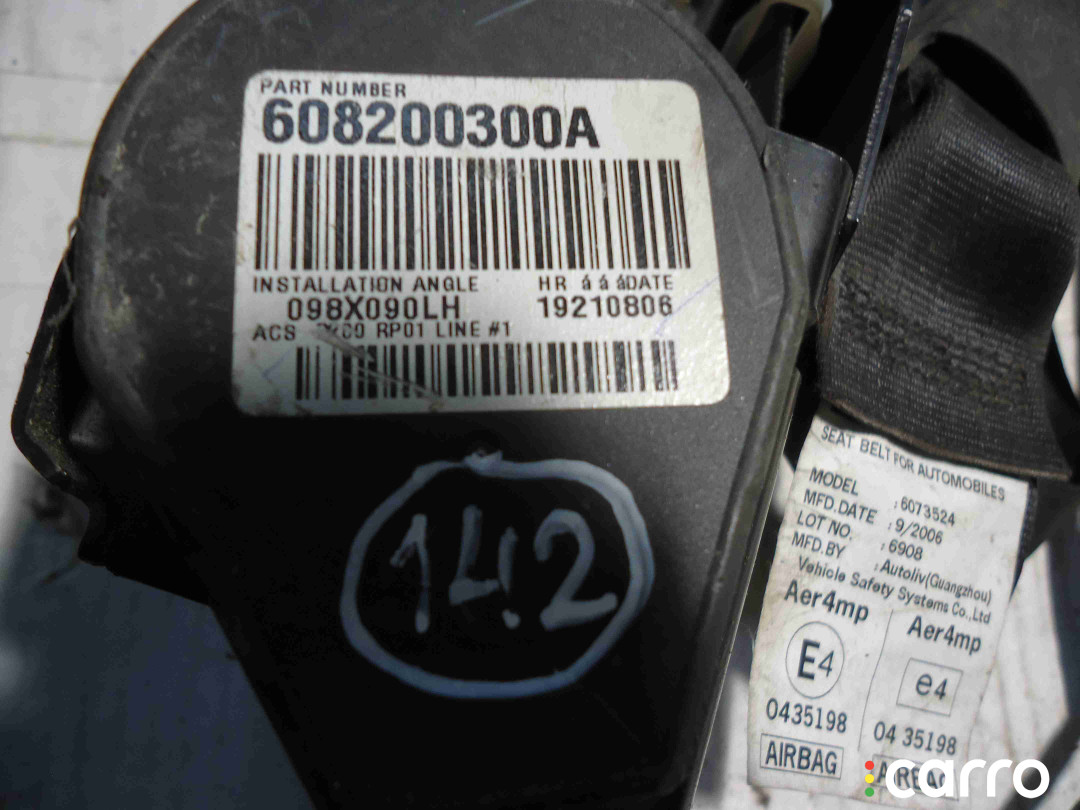 PART NUMBER
608200300A
INSTALLATION ANGLE HR á á áDATE
098X090LH 19210806
ACS RP01 LINE #1
142
SEAT BELT FOR AUTOMOBILES
MODEL :6073524
MFD.DATE :9/2006
LOT NO. :6908
MFD.BY :Autoliv(Guangzhou)
Vehicle Safety Systems Co.,Ltd
Aer4mp Aer4mp
E4 e4
0435198 04 35198
AIRBAG AIRBAG
carro